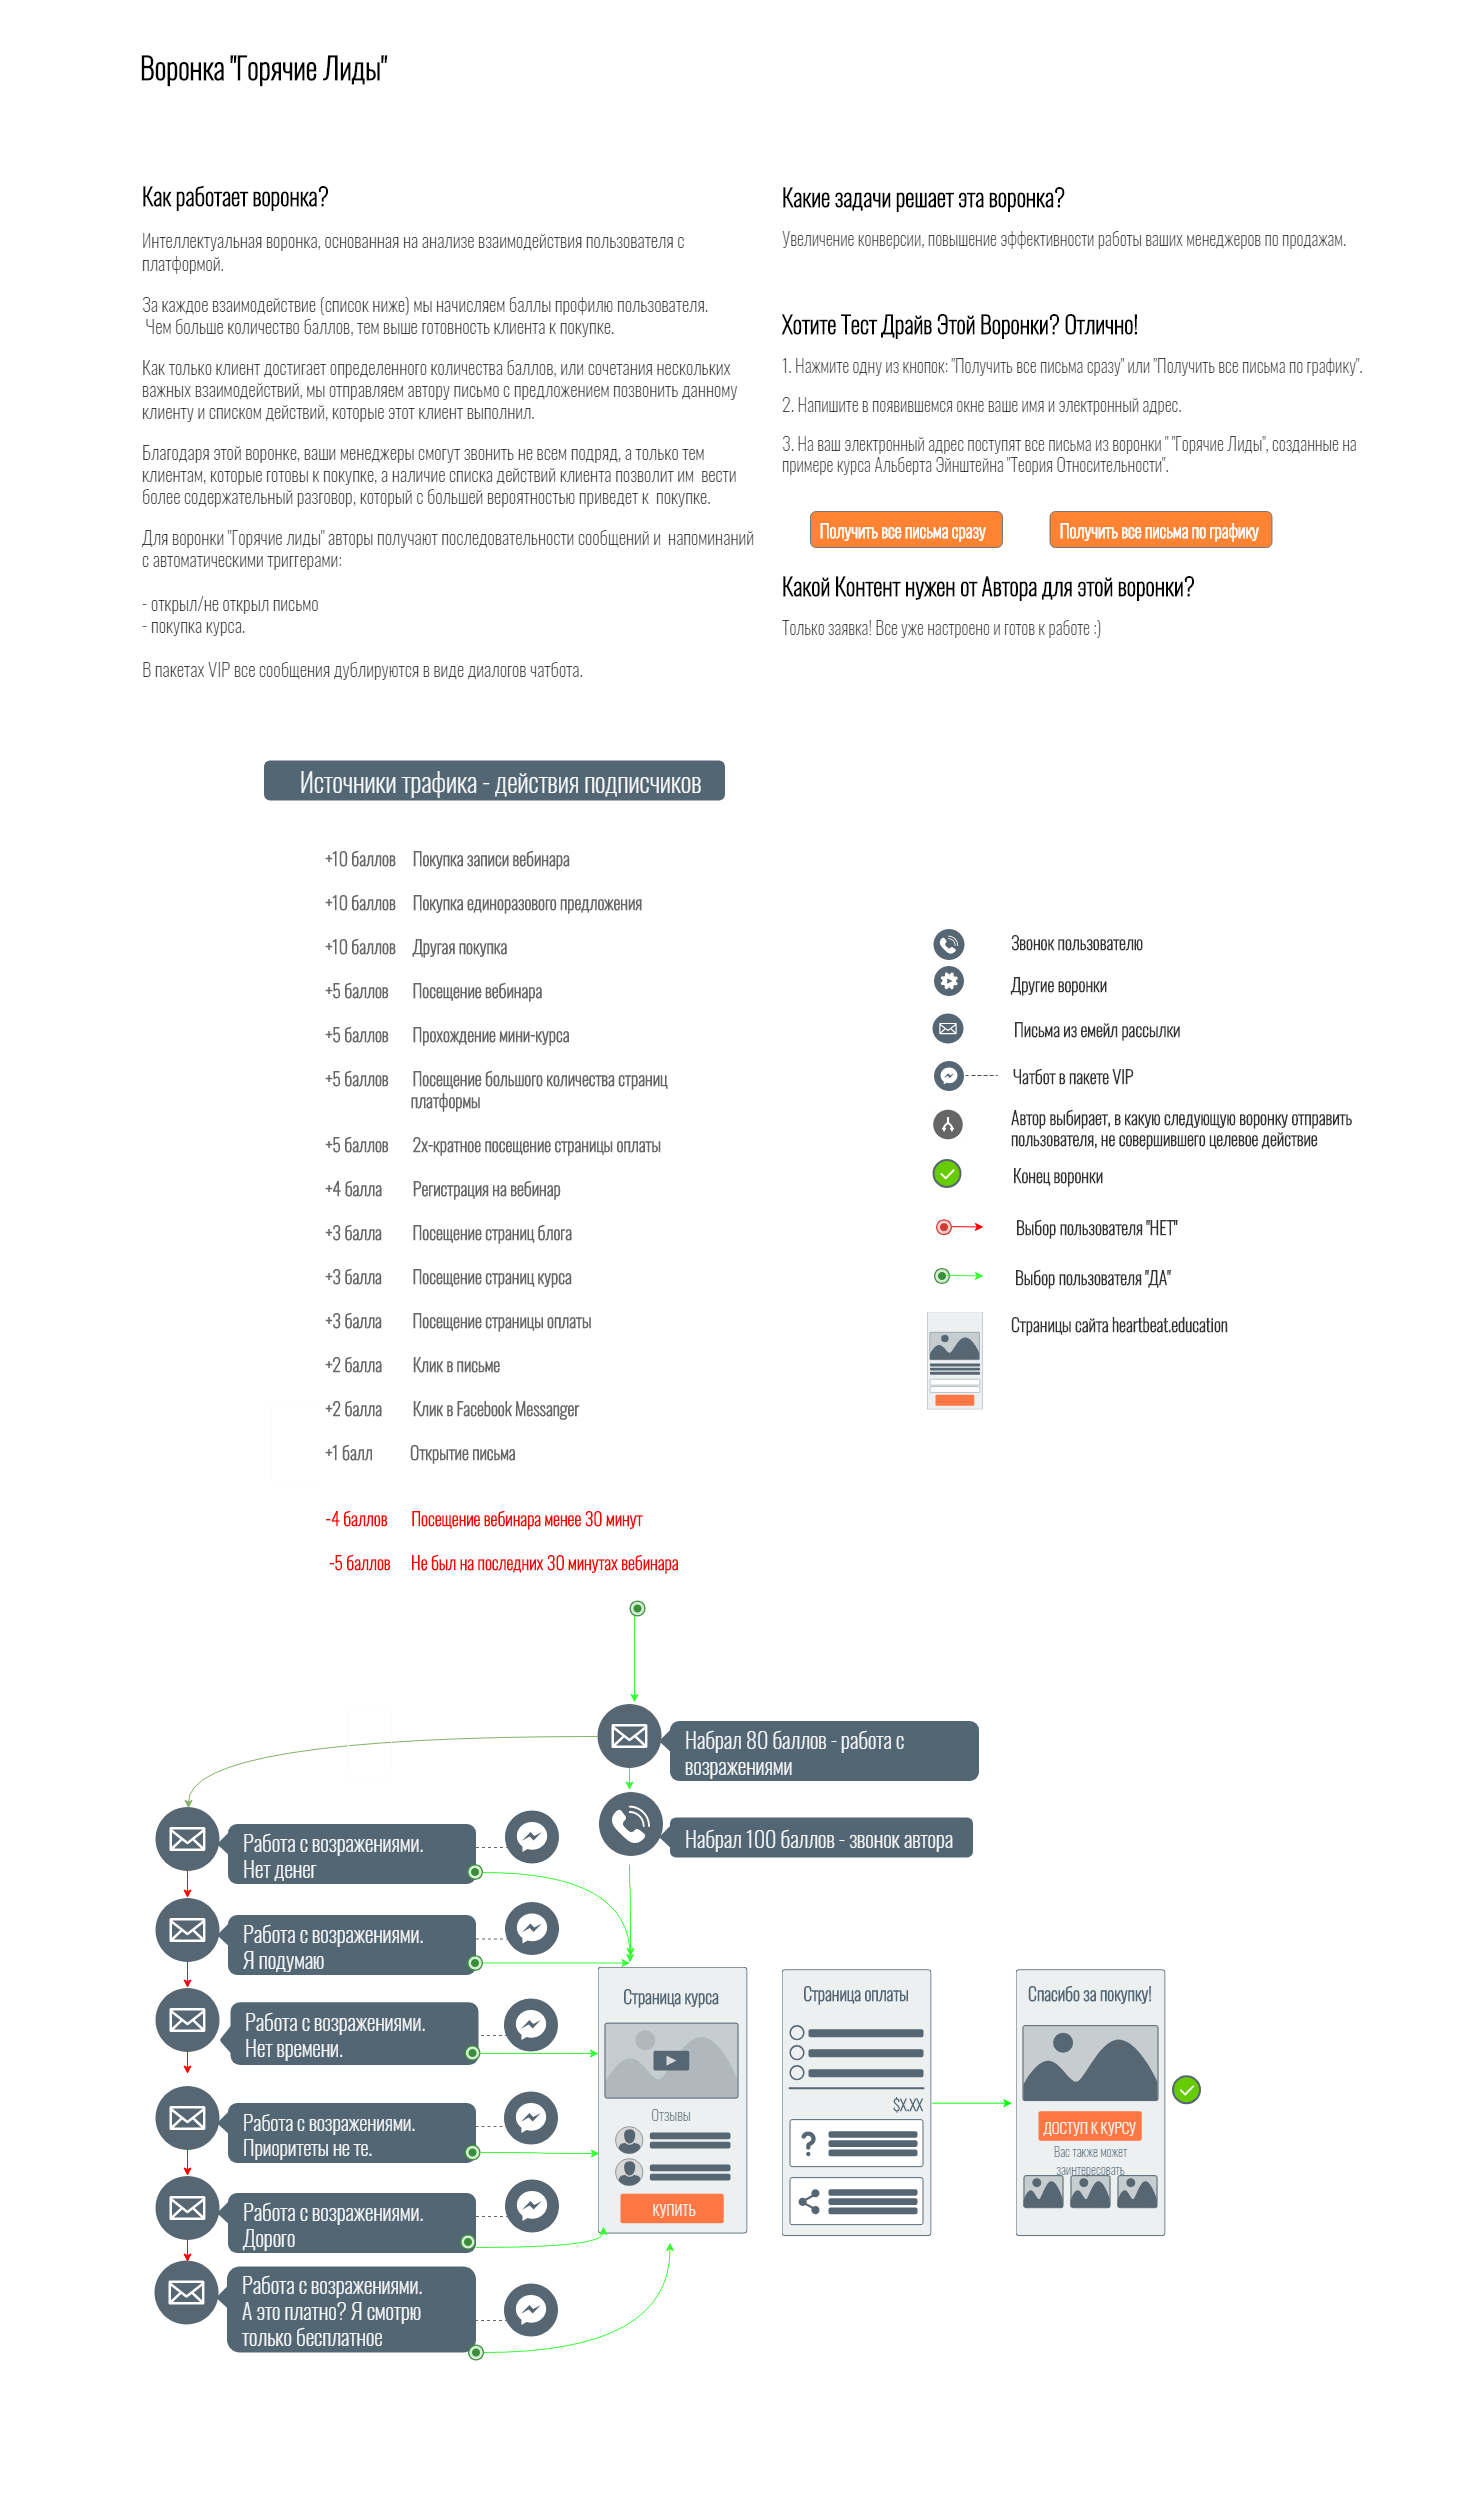 Воронка "Горячие Лиды"
Как работает воронка?
Интеллектуальная воронка, основанная на анализе взаимодействия пользователя с
платформой.
За каждое взаимодействие (список ниже) мы начисляем баллы профилю пользователя.
Чем больше количество баллов, тем выше готовность клиента к покупке.
Как только клиент достигает определенного количества баллов, или сочетания нескольких
важных взаимодействий, мы отправляем автору письмо с предложением позвонить данному
клиенту и списком действий, которые этот клиент выполнил.
Благодаря этой воронке, ваши менеджеры смогут звонить не всем подряд, а только тем
клиентам, которые готовы к покупке, а наличие списка действий клиента позволит им вести
более содержательный разговор, который с большей вероятностью приведет к покупке.
Для воронки "Горячие лиды" авторы получают последовательности сообщений и напоминаний
с автоматическими триггерами:
- открыл/не открыл письмо
- покупка курса.
В пакетах VIP все сообщения дублируются в виде диалогов чатбота.
Какие задачи решает эта воронка?
Увеличение конверсии, повышение эффективности работы ваших менеджеров по продажам.
Хотите Тест Драйв Этой Воронки? Отлично!
1. Нажмите одну из кнопок: "Получить все письма сразу" или "Получить все письма по графику".
2. Напишите в появившемся окне ваше имя и электронный адрес.
3. На ваш электронный адрес поступят все письма из воронки " "Горячие Лиды", созданные на
примере курса Альберта Эйнштейна "Теория Относительности".
Получить все письма сразу
Получить все письма по графику
Какой Контент нужен от Автора для этой воронки?
Только заявка! Все уже настроено и готов к работе :)
Источники трафика - действия подписчиков
+10 баллов Покупка записи вебинара
+10 баллов Покупка единоразового предложения
+10 баллов Другая покупка
+5 баллов Посещение вебинара
+5 баллов Прохождение мини-курса
+5 баллов Посещение большого количества страниц
платформы
+5 баллов 2х-кратное посещение страницы оплаты
+4 балла Регистрация на вебинар
+3 балла Посещение страниц блога
+3 балла Посещение страниц курса
+3 балла Посещение страницы оплаты
+2 балла Клик в письме
+2 балла Клик в Facebook Messanger
+1 балл Открытие письма
-4 баллов Посещение вебинара менее 30 минут
-5 баллов Не был на последних 30 минутах вебинара
Звонок пользователю
Другие воронки
Письма из емейл рассылки
Чатбот в пакете VIP
Автор выбирает, в какую следующую воронку отправить
пользователя, не совершившего целевое действие
Конец воронки
Выбор пользователя "НЕТ"
Выбор пользователя "ДА"
Страницы сайта heartbeat.education
Набрал 80 баллов - работа с
возражениями
Набрал 100 баллов - звонок автора
Работа с возражениями.
Нет денег
Работа с возражениями.
Я подумаю
Работа с возражениями.
Нет времени.
Работа с возражениями.
Приоритеты не те.
Работа с возражениями.
Дорого
Работа с возражениями.
А это платно? Я смотрю
только бесплатное
Страница курса
Отзывы
КУПИТЬ
Страница оплаты
$X.XX
?
Спасибо за покупку!
ДОСТУП К КУРСУ
Вас также может
заинтересовать